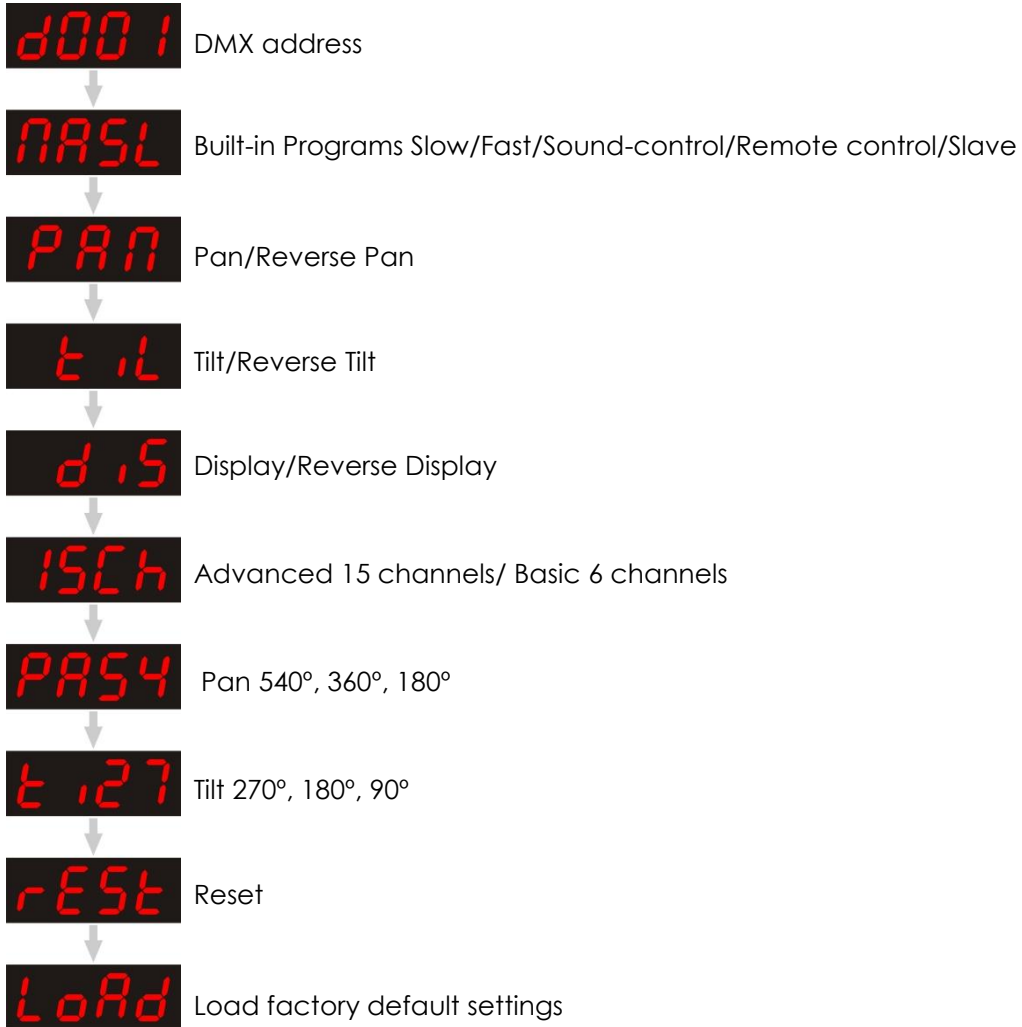 d001 DMX address
MASL Built-in Programs Slow/Fast/Sound-control/Remote control/Slave
PAN Pan/Reverse Pan
tiL Tilt/Reverse Tilt
diS Display/Reverse Display
15Ch Advanced 15 channels/ Basic 6 channels
PA54 Pan 540º, 360º, 180º
ti27 Tilt 270º, 180º, 90º
rESt Reset
LoAd Load factory default settings